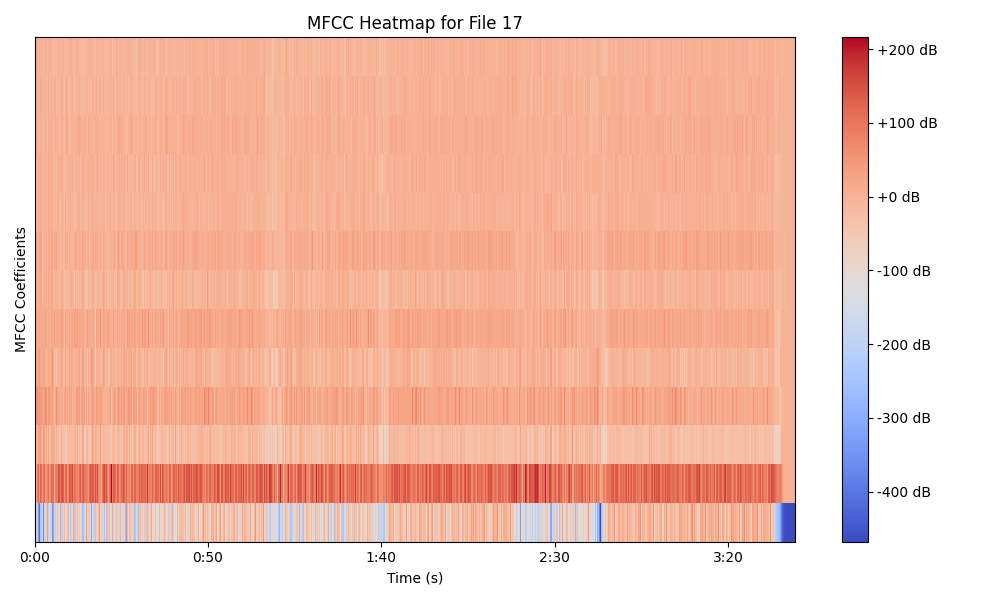 MFCC Heatmap for File 17
MFCC Coefficients
0:00
0:50
1:40
2:30
3:20
Time (s)
+200 dB
+100 dB
+0 dB
-100 dB
-200 dB
-300 dB
-400 dB